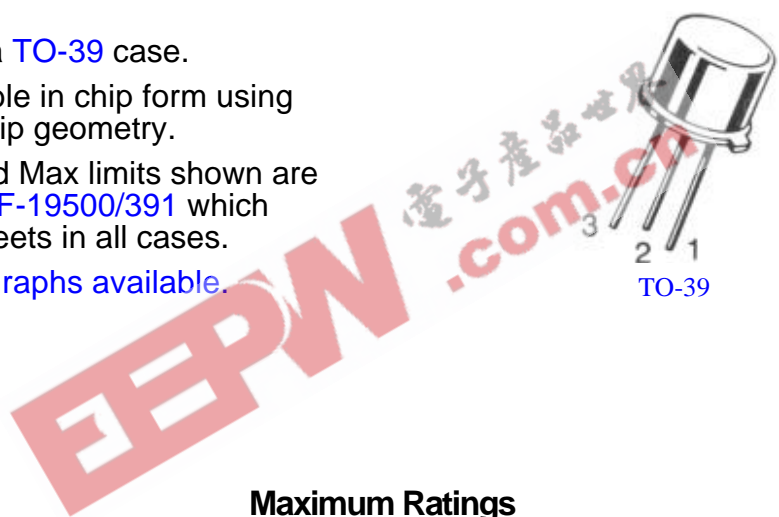 TO-39 case.
ble in chip form using
ip geometry.
d Max limits shown are
F-19500/391 which
eets in all cases.
raphs available.
電子産品世界
.com.cn
EEPW
3
2 1
TO-39
Maximum Ratings